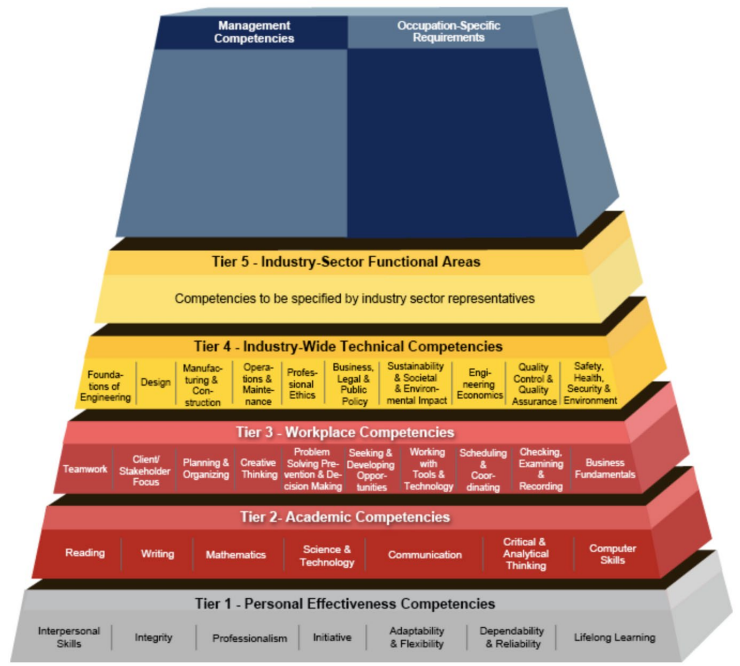 Management
Competencies
Occupation-Specific
Requirements
Tier 5 - Industry-Sector Functional Areas
Competencies to be specified by industry sector representatives
Tier 4 - Industry-Wide Technical Competencies
Founda-
tions of
Engineering
Design
Manufac-
turing &
Con-
struction
Opera-
tions &
Mainte-
nance
Profes-
sional
Ethics
Business,
Legal &
Public
Policy
Sustainability
& Societal
& Environ-
mental Impact
Engi-
neering
Economics
Quality
Control &
Quality
Assurance
Safety,
Health,
Security &
Environment
Tier 3 - Workplace Competencies
Teamwork
Client/
Stakeholder
Focus
Planning &
Organizing
Creative
Thinking
Problem
Solving Pre-
vention & De-
cision Making
Seeking &
Developing
Oppor-
tunities
Working
with
Tools &
Technology
Scheduling
&
Coor-
dinating
Checking,
Examining
&
Recording
Business
Fundamentals
Tier 2- Academic Competencies
Reading
Writing
Mathematics
Science &
Technology
Communication
Critical &
Analytical
Thinking
Computer
Skills
Tier 1 - Personal Effectiveness Competencies
Interpersonal
Skills
Integrity
Professionalism
Initiative
Adaptability
& Flexibility
Dependability
& Reliability
Lifelong Learning